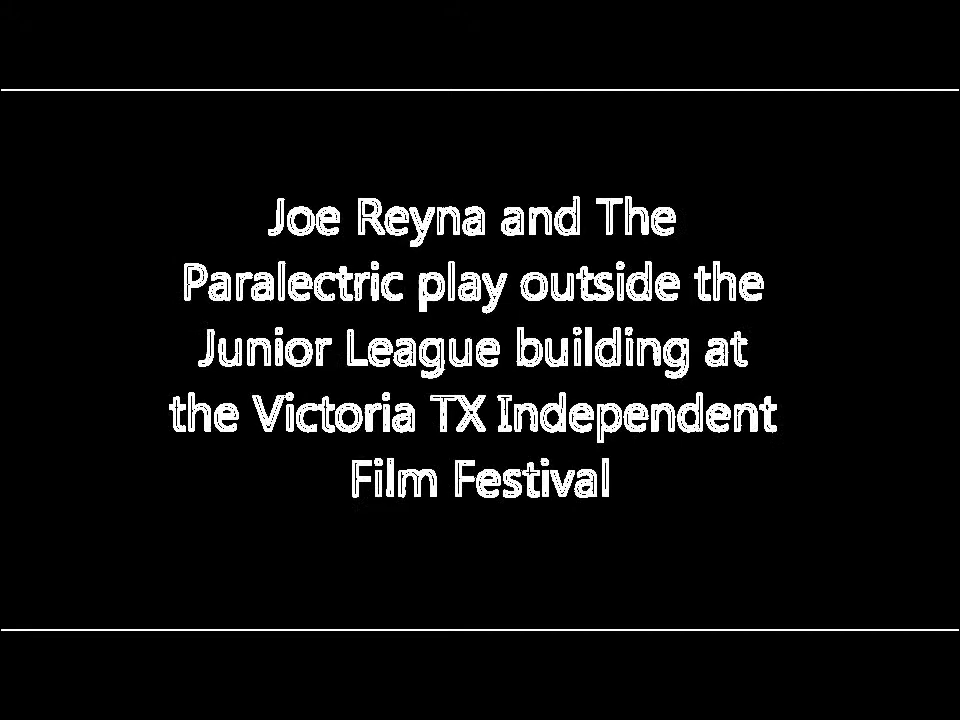 Joe Reyna and The
Paralectric play outside the
Junior League building at
the Victoria TX Independent
Film Festival